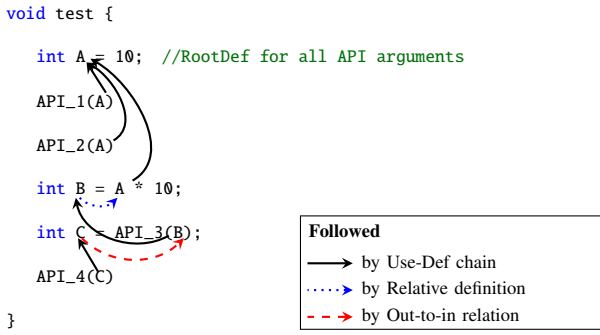 void test {
int A = 10; //RootDef for all API arguments
API_1(A)
API_2(A)
int B = A * 10;
int C = API_3(B);
API_4(C)
}
Followed
by Use-Def chain
by Relative definition
by Out-to-in relation